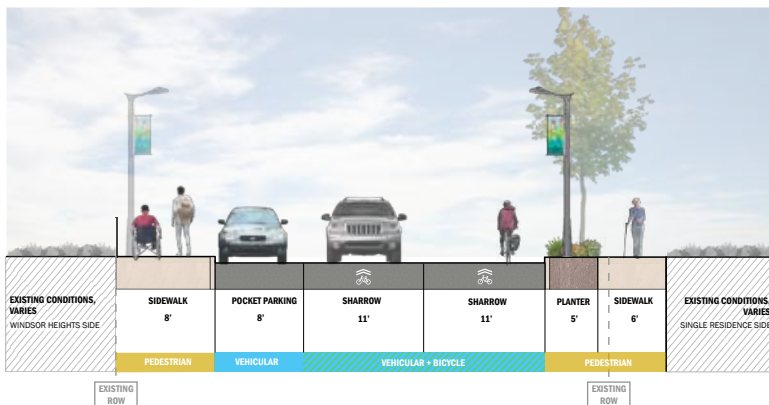 EXISTING CONDITIONS,
VARIES
WINDSOR HEIGHTS SIDE
SIDEWALK
8'
POCKET PARKING
8'
SHARROW
11'
SHARROW
11'
PLANTER
5'
SIDEWALK
6'
EXISTING CONDITIONS,
VARIES
SINGLE RESIDENCE SIDE
PEDESTRIAN
VEHICULAR
VEHICULAR + BICYCLE
PEDESTRIAN
EXISTING
ROW
EXISTING
ROW